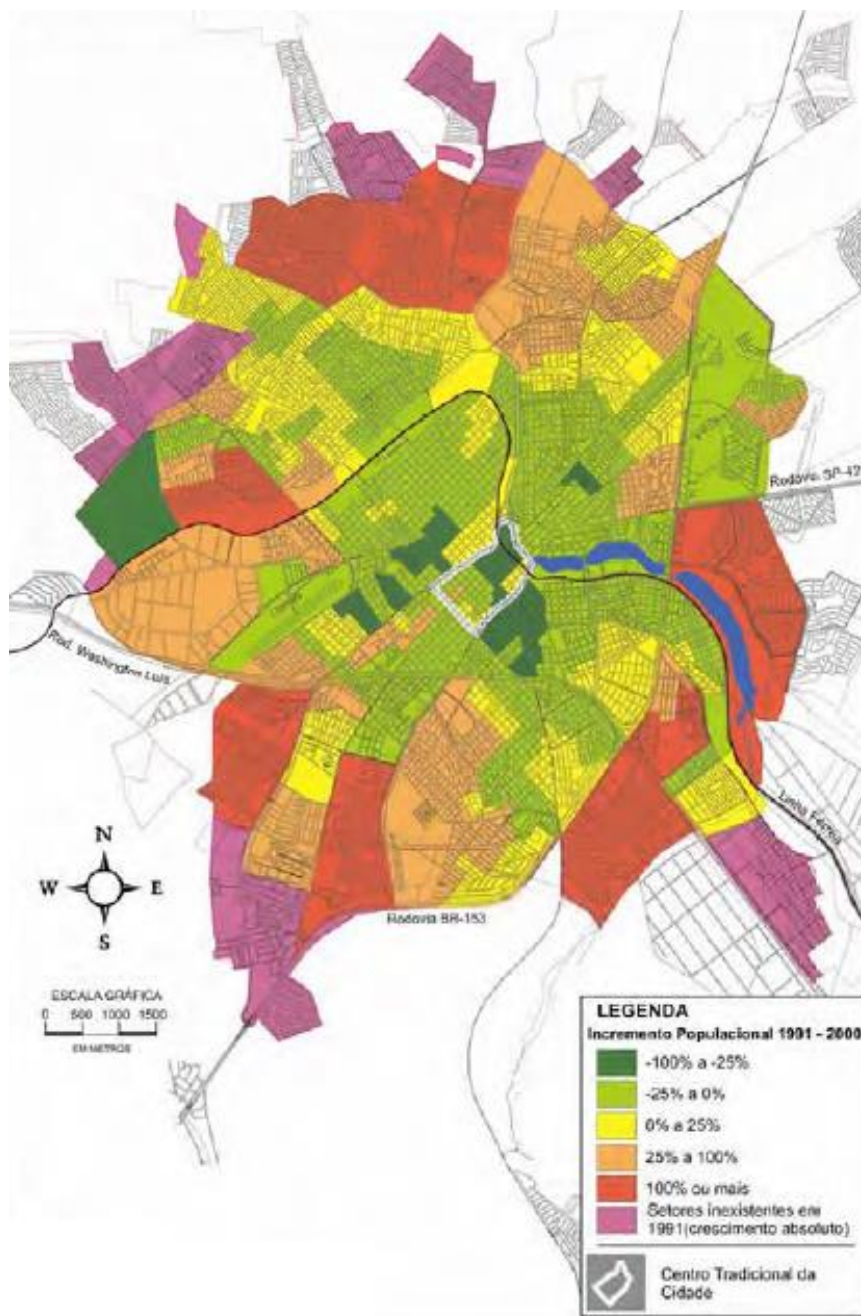 Rodovia SP-42
Rod. Washington Luis
Linha Férrea
N
W E
S
Rodovia BR-153
ESCALA GRÁFICA
0 500 1000 1500
EM METROS
LEGENDA
Incremento Populacional 1991 - 2000
-100% a -25%
-25% a 0%
0% a 25%
25% a 100%
100% ou mais
Setores inexistentes em
1991(crescimento absoluto)
Centro Tradicional da
Cidade